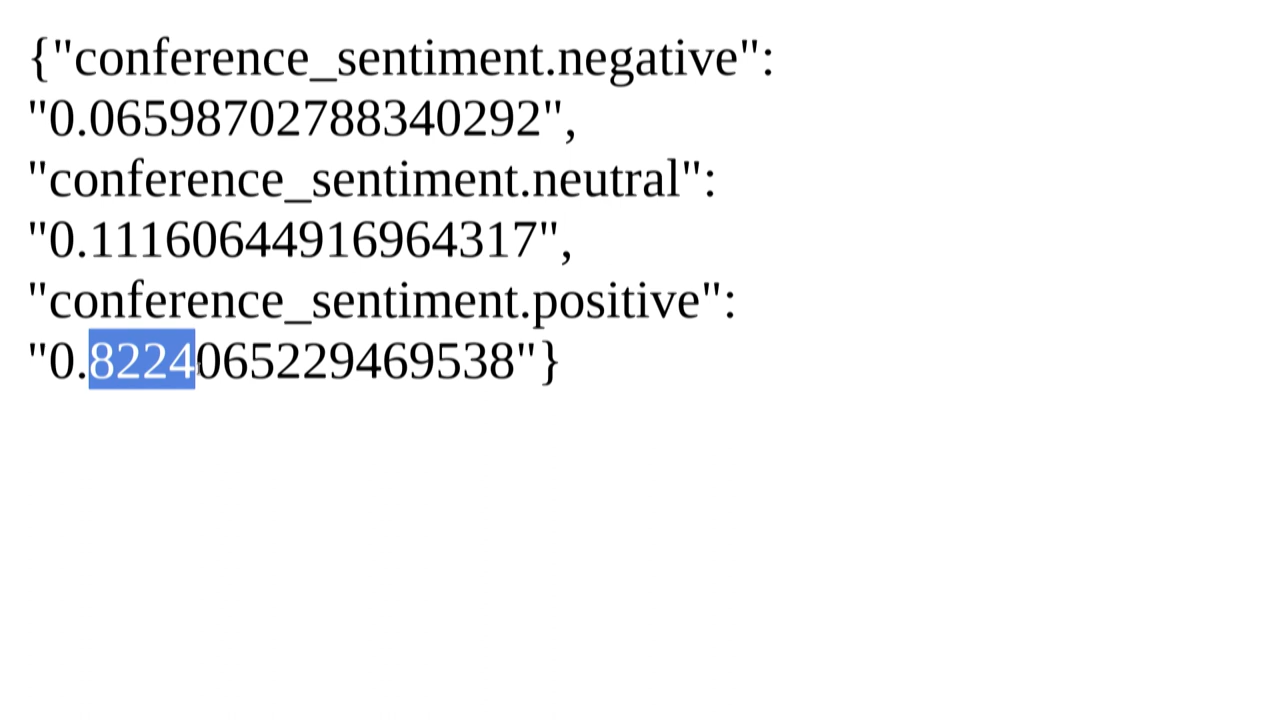 {"conference_sentiment.negative":
"0.06598702788340292",
"conference_sentiment.neutral":
"0.11160644916964317",
"conference_sentiment.positive":
"0.8224065229469538"}